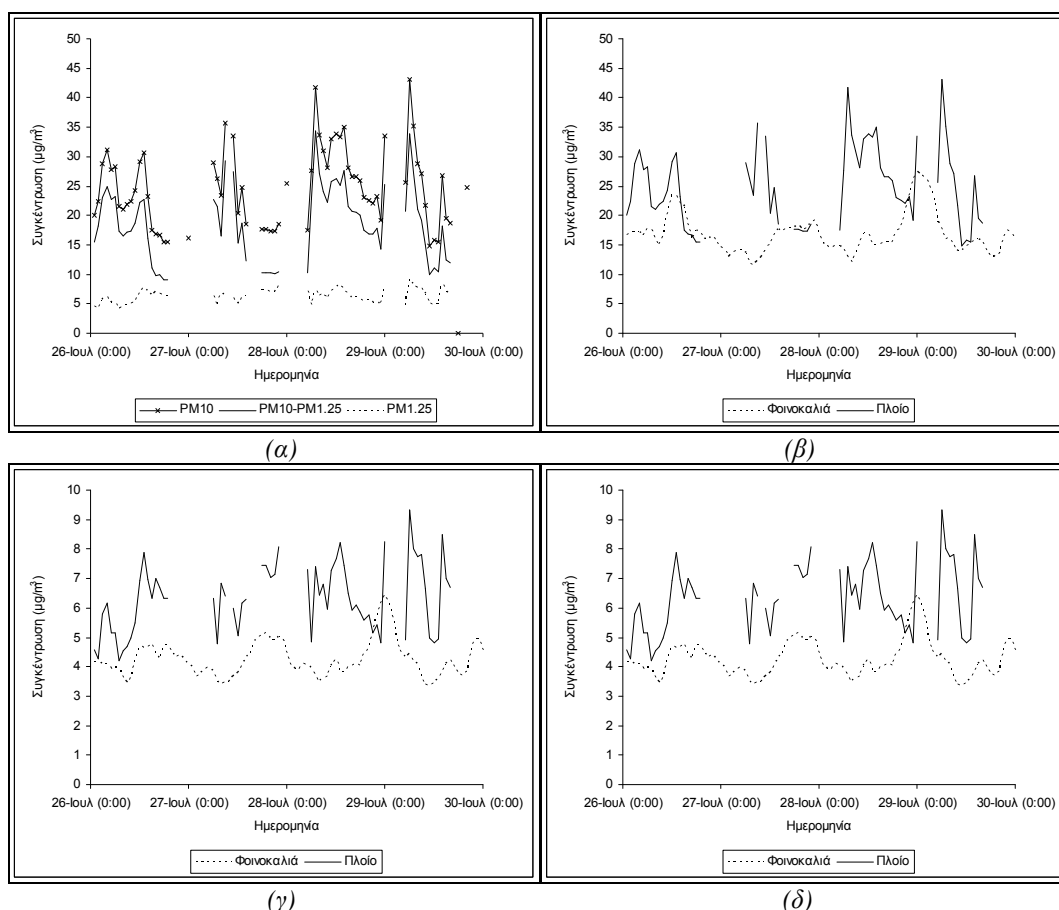 50
45
40
35
30
25
20
15
10
5
0
Συγκέντρωση (μg/m³)
26-Ιουλ (0:00) 27-Ιουλ (0:00) 28-Ιουλ (0:00) 29-Ιουλ (0:00) 30-Ιουλ (0:00)
Ημερομηνία
PM10 PM10-PM1.25 PM1.25
(α)
50
45
40
35
30
25
20
15
10
5
0
Συγκέντρωση (μg/m³)
26-Ιουλ (0:00) 27-Ιουλ (0:00) 28-Ιουλ (0:00) 29-Ιουλ (0:00) 30-Ιουλ (0:00)
Ημερομηνία
Φοινοκαλιά Πλοίο
(β)
10
9
8
7
6
5
4
3
2
1
0
Συγκέντρωση (μg/m³)
26-Ιουλ (0:00) 27-Ιουλ (0:00) 28-Ιουλ (0:00) 29-Ιουλ (0:00) 30-Ιουλ (0:00)
Ημερομηνία
Φοινοκαλιά Πλοίο
(γ)
10
9
8
7
6
5
4
3
2
1
0
Συγκέντρωση (μg/m³)
26-Ιουλ (0:00) 27-Ιουλ (0:00) 28-Ιουλ (0:00) 29-Ιουλ (0:00) 30-Ιουλ (0:00)
Ημερομηνία
Φοινοκαλιά Πλοίο
(δ)